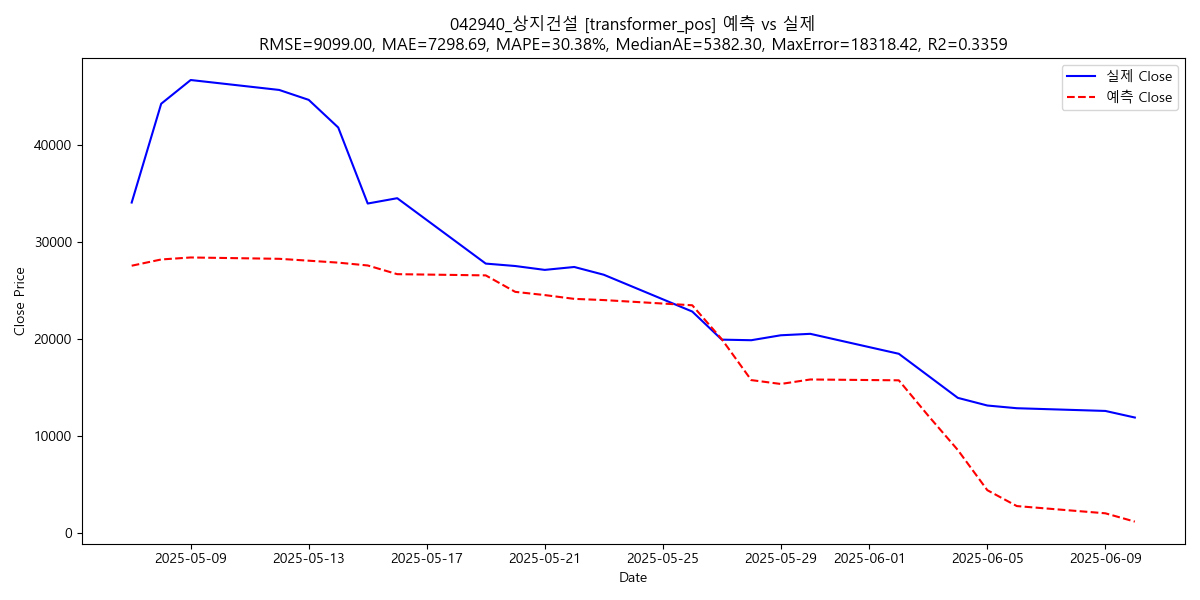 042940_상지건설 [transformer_pos] 예측 vs 실제
RMSE=9099.00, MAE=7298.69, MAPE=30.38%, MedianAE=5382.30, MaxError=18318.42, R2=0.3359
실제 Close
예측 Close
Close Price
40000
30000
20000
10000
0
2025-05-09
2025-05-13
2025-05-17
2025-05-21
2025-05-25
2025-05-29
2025-06-01
2025-06-05
2025-06-09
Date